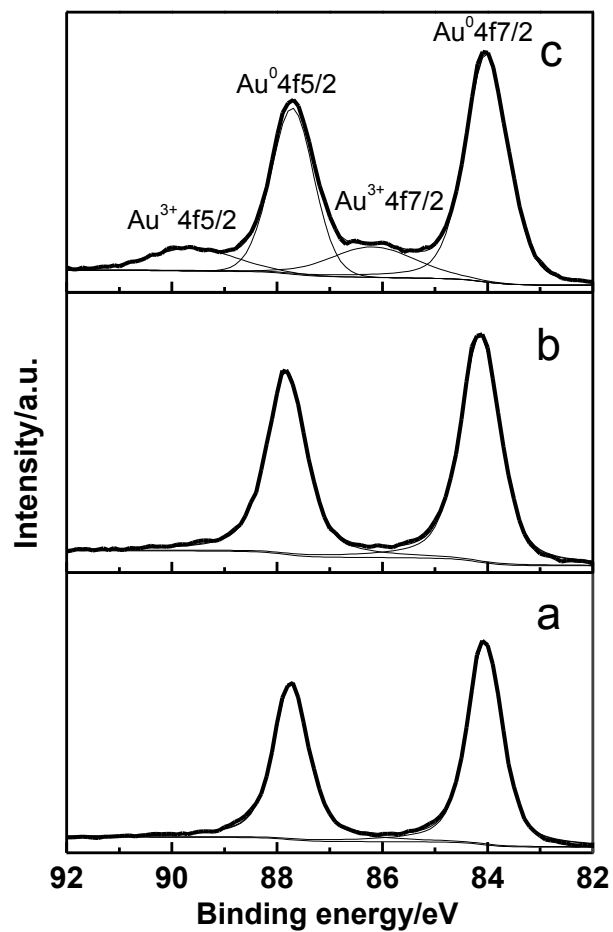 Au⁰4f7/2
c
Au⁰4f5/2
Au³⁺4f7/2
Au³⁺4f5/2
b
a
Intensity/a.u.
92 90 88 86 84 82
Binding energy/eV